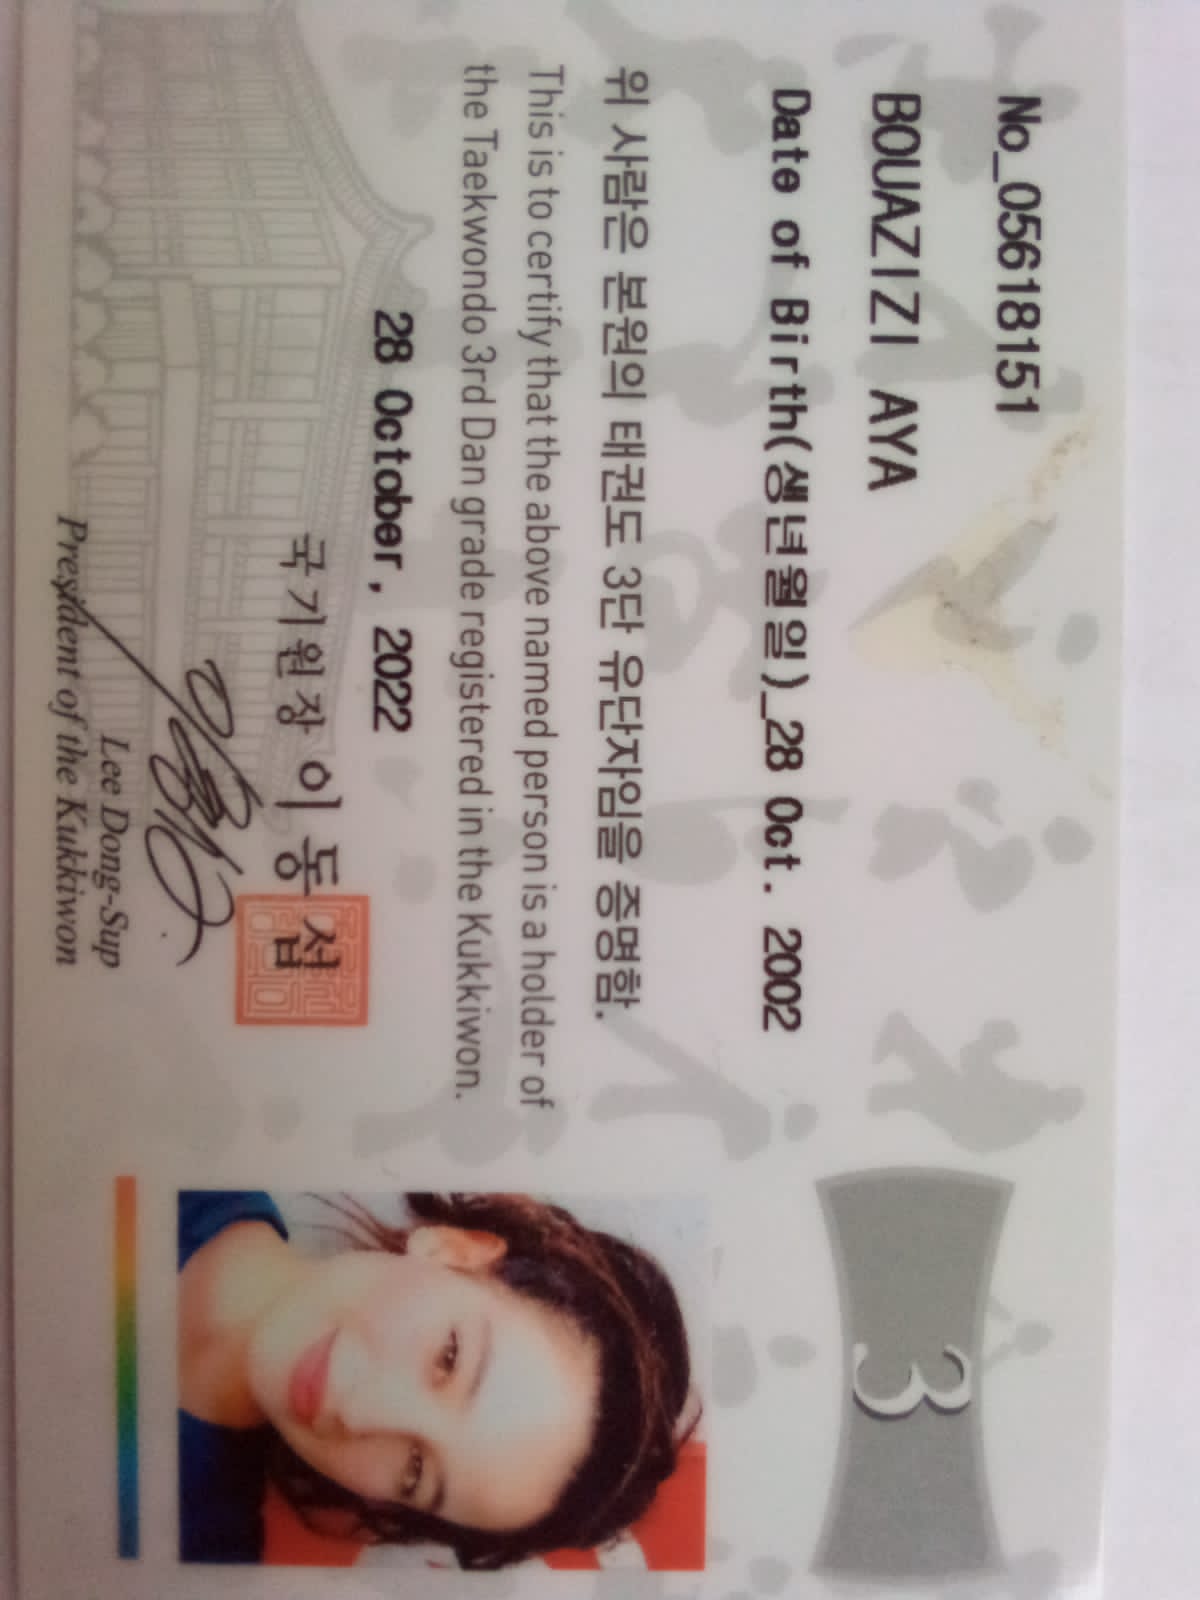 No_05618151
BOUAZIZI AYA
Date of Birth(생년월일)_28 Oct. 2002
위 사람은 본원의 태권도 3단 유단자임을 증명함.
This is to certify that the above named person is a holder of
the Taekwondo 3rd Dan grade registered in the Kukkiwon.
28 October, 2022
국기원장 이동섭
Lee Dong-Sup
President of the Kukkiwon
3